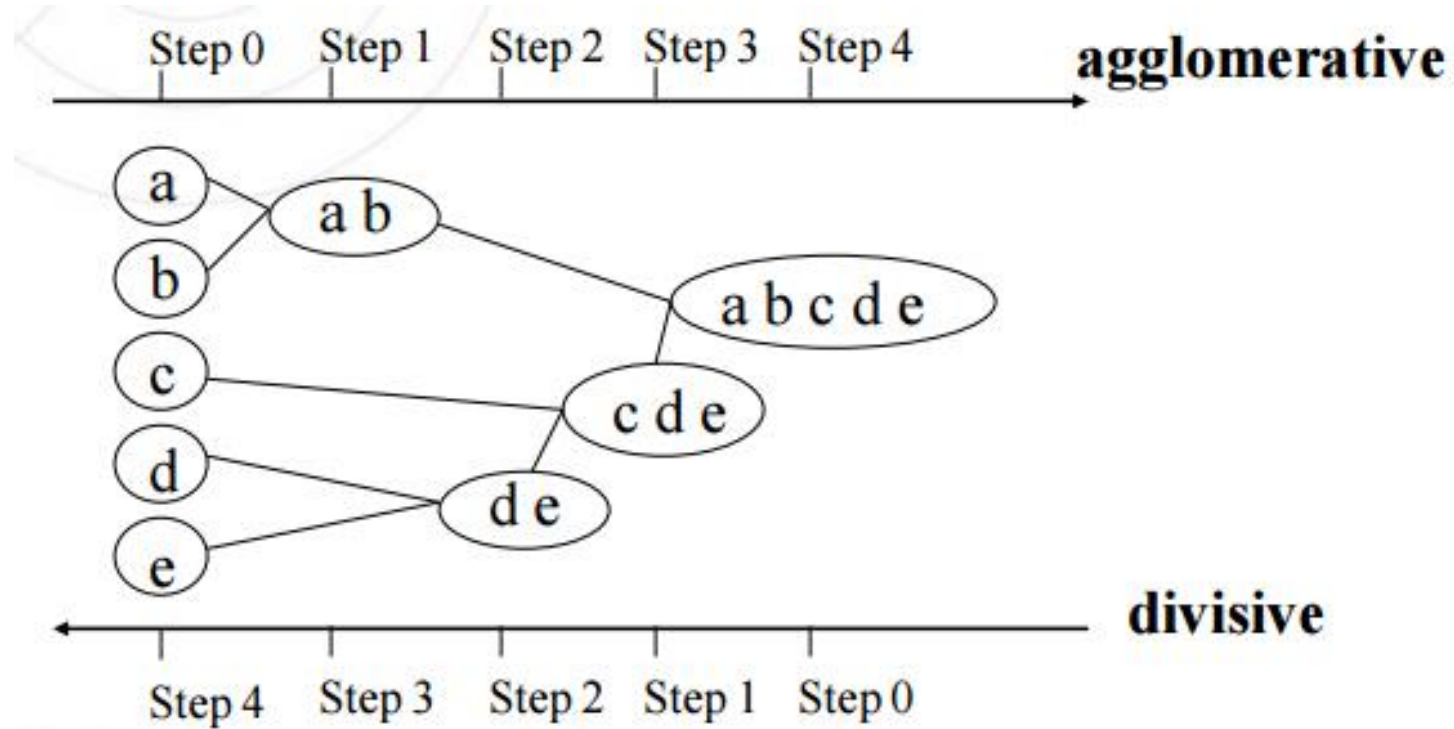 Step 0 Step 1 Step 2 Step 3 Step 4
agglomerative
a
a b
b
a b c d e
c
c d e
d
d e
e
divisive
Step 4 Step 3 Step 2 Step 1 Step 0